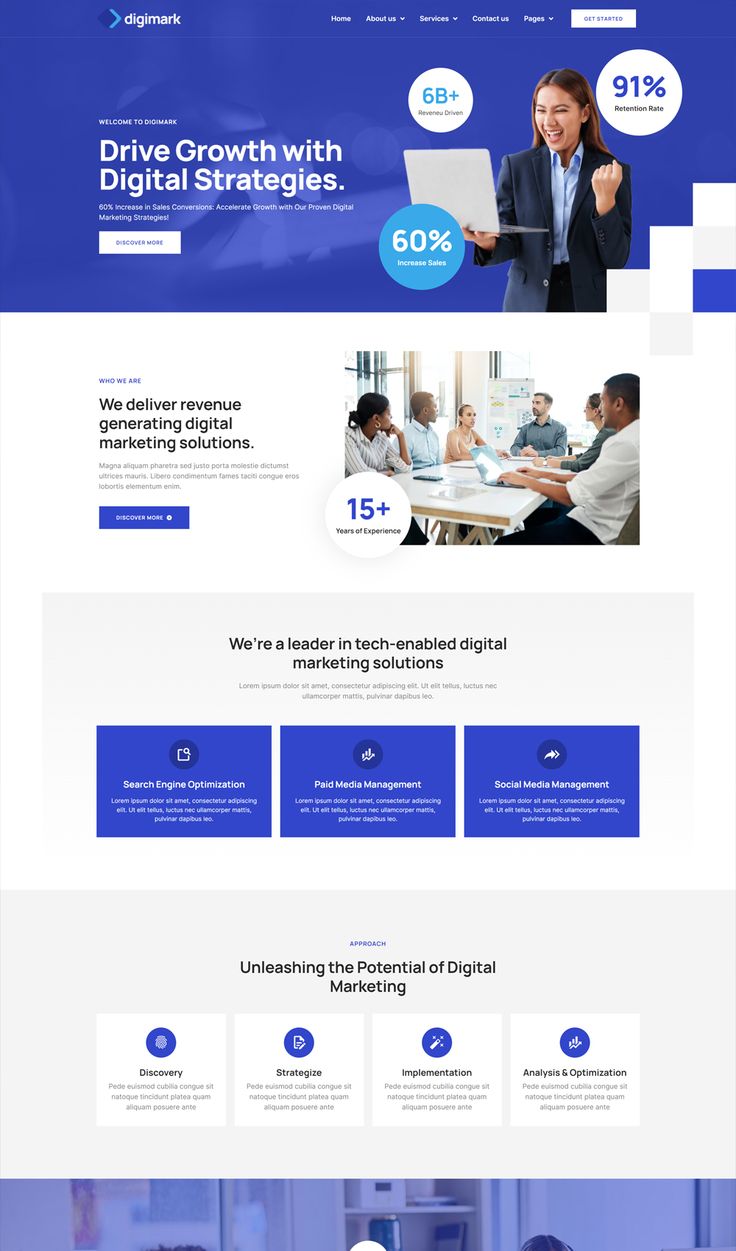 digimark
Home About us Services Contact us Pages GET STARTED
6B+
Reveneu Driven
91%
Retention Rate
WELCOME TO DIGIMARK
Drive Growth with
Digital Strategies.
60% Increase in Sales Conversions: Accelerate Growth with Our Proven Digital
Marketing Strategies!
DISCOVER MORE
60%
Increase Sales
WHO WE ARE
We deliver revenue
generating digital
marketing solutions.
Magna aliquam pharetra sed justo porta molestie dictumst
ultrices mauris. Libero condimentum fames taciti congue eros
lobortis elementum enim.
DISCOVER MORE
15+
Years of Experience
We're a leader in tech-enabled digital
marketing solutions
Lorem ipsum dolor sit amet, consectetur adipiscing elit. Ut elit tellus, luctus nec
ullamcorper mattis, pulvinar dapibus leo.
Search Engine Optimization
Lorem ipsum dolor sit amet, consectetur adipiscing
elit. Ut elit tellus, luctus nec ullamcorper mattis,
pulvinar dapibus leo.
Paid Media Management
Lorem ipsum dolor sit amet, consectetur adipiscing
elit. Ut elit tellus, luctus nec ullamcorper mattis,
pulvinar dapibus leo.
Social Media Management
Lorem ipsum dolor sit amet, consectetur adipiscing
elit. Ut elit tellus, luctus nec ullamcorper mattis,
pulvinar dapibus leo.
APPROACH
Unleashing the Potential of Digital
Marketing
Discovery
Pede euismod cubilia congue sit
natoque tincidunt platea quam
aliquam posuere ante
Strategize
Pede euismod cubilia congue sit
natoque tincidunt platea quam
aliquam posuere ante
Implementation
Pede euismod cubilia congue sit
natoque tincidunt platea quam
aliquam posuere ante
Analysis & Optimization
Pede euismod cubilia congue sit
natoque tincidunt platea quam
aliquam posuere ante